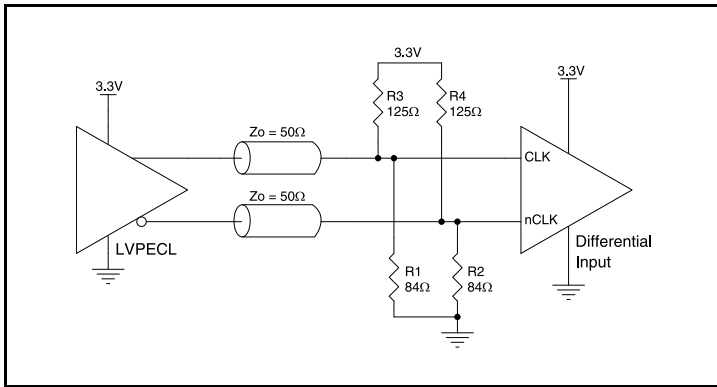 3.3V
3.3V
3.3V
R3
125Ω
R4
125Ω
Zo = 50Ω
CLK
Zo = 50Ω
nCLK
LVPECL
Differential
Input
R1
84Ω
R2
84Ω